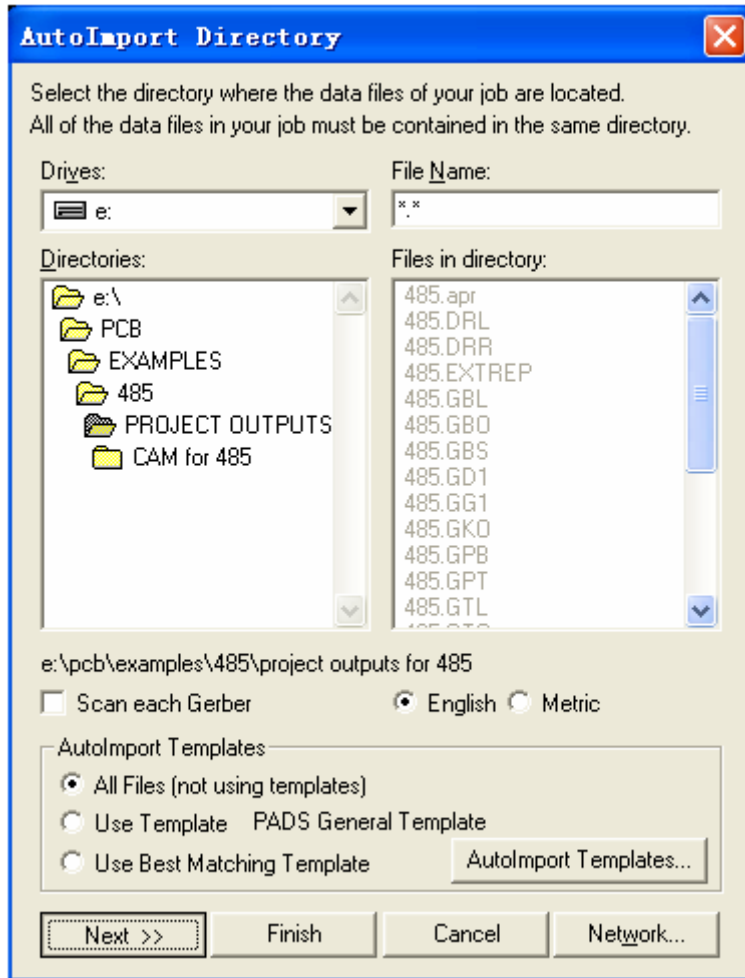 AutoImport Directory
Select the directory where the data files of your job are located.
All of the data files in your job must be contained in the same directory.
Drives:
File Name:
e:
*.*
Directories:
Files in directory:
e:\
PCB
EXAMPLES
485
PROJECT OUTPUTS
CAM for 485
485.apr
485.DRL
485.DRR
485.EXTREP
485.GBL
485.GBO
485.GBS
485.GD1
485.GG1
485.GKO
485.GPB
485.GPT
485.GTL
e:\pcb\examples\485\project outputs for 485
Scan each Gerber
English
Metric
AutoImport Templates
All Files (not using templates)
Use Template PADS General Template
Use Best Matching Template
AutoImport Templates...
Next >>
Finish
Cancel
Network...